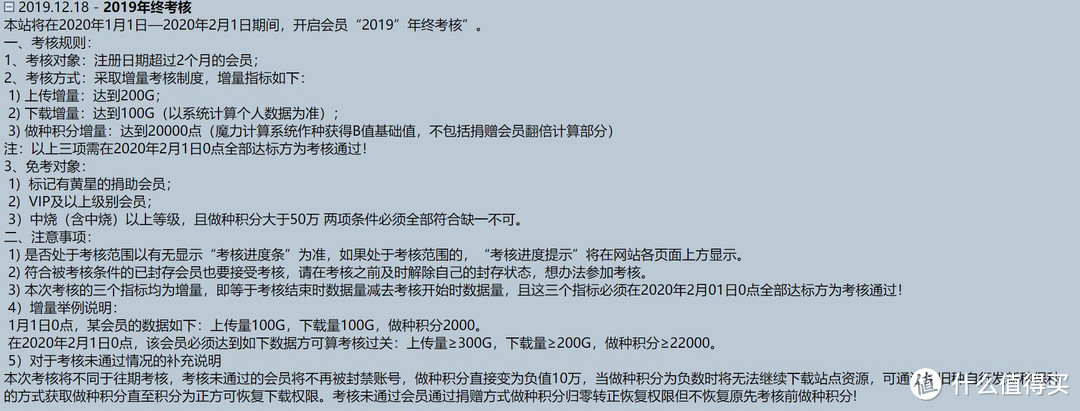 2019.12.18 - 2019年终考核
本站将在2020年1月1日—2020年2月1日期间，开启会员“2019”年终考核”。
一、考核规则：
1、考核对象：注册日期超过2个月的会员；
2、考核方式：采取增量考核制度，增量指标如下：
1) 上传增量：达到200G；
2) 下载增量：达到100G（以系统计算个人数据为准）；
3) 做种积分增量：达到20000点（魔力计算系统作种获得B值基础值，不包括捐赠会员翻倍计算部分）
注：以上三项需在2020年2月1日0点全部达标方为考核通过！
3、免考对象：
1）标记有黄星的捐助会员；
2）VIP及以上级别会员；
3）中烧（含中烧）以上等级，且做种积分大于50万 两项条件必须全部符合缺一不可。
二、注意事项：
1) 是否处于考核范围以有无显示“考核进度条”为准，如果处于考核范围的，“考核进度提示”将在网站各页面上方显示。
2) 符合被考核条件的已封存会员也要接受考核，请在考核之前及时解除自己的封存状态，想办法参加考核。
3) 本次考核的三个指标均为增量，即等于考核结束时数据量减去考核开始时数据量，且这三个指标必须在2020年2月01日0点全部达标方为考核通过！
4）增量举例说明：
1月1日0点，某会员的数据如下：上传量100G，下载量100G，做种积分2000。
在2020年2月1日0点，该会员必须达到如下数据方可算考核过关：上传量≥300G，下载量≥200G，做种积分≥22000。
5）对于考核未通过情况的补充说明
本次考核将不同于往期考核，考核未通过的会员将不再被封禁账号，做种积分直接变为负值10万，当做种积分为负数时将无法继续下载站点资源，可通
的方式获取做种积分直至积分为正方可恢复下载权限。考核未通过会员通过捐赠方式做种积分归零转正恢复权限但不恢复原先考核前做种积分！
值 什么值得买